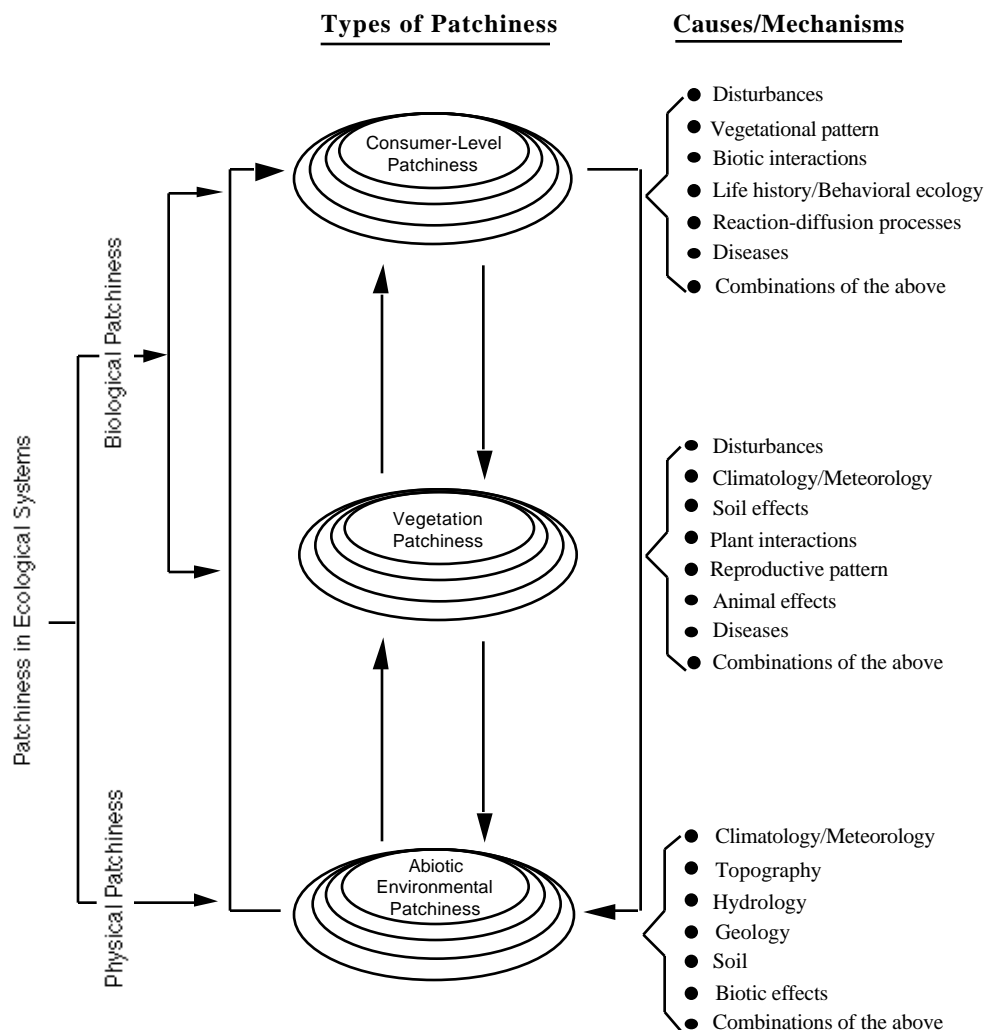 Types of Patchiness
Causes/Mechanisms
Patchiness in Ecological Systems
Biological Patchiness
Physical Patchiness
Consumer-Level
Patchiness
● Disturbances
● Vegetational pattern
● Biotic interactions
● Life history/Behavioral ecology
● Reaction-diffusion processes
● Diseases
● Combinations of the above
Vegetation
Patchiness
● Disturbances
● Climatology/Meteorology
● Soil effects
● Plant interactions
● Reproductive pattern
● Animal effects
● Diseases
● Combinations of the above
Abiotic
Environmental
Patchiness
● Climatology/Meteorology
● Topography
● Hydrology
● Geology
● Soil
● Biotic effects
● Combinations of the above